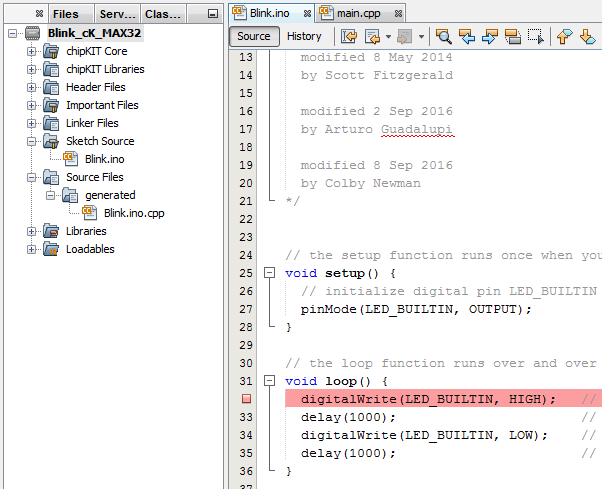 Files Serv... Clas...
Blink_cK_MAX32
chipKIT Core
chipKIT Libraries
Header Files
Important Files
Linker Files
Sketch Source
Blink.ino
Source Files
generated
Blink.ino.cpp
Libraries
Loadables
Blink.ino main.cpp
Source History
13 modified 8 May 2014
14 by Scott Fitzgerald
15
16 modified 2 Sep 2016
17 by Arturo Guadalupi
18
19 modified 8 Sep 2016
20 by Colby Newman
21 */
22
23
24 // the setup function runs once when you
25 void setup() {
26 // initialize digital pin LED_BUILTIN
27 pinMode(LED_BUILTIN, OUTPUT);
28 }
29
30 // the loop function runs over and over
31 void loop() {
digitalWrite(LED_BUILTIN, HIGH); //
33 delay(1000); //
34 digitalWrite(LED_BUILTIN, LOW); //
35 delay(1000); //
36 }